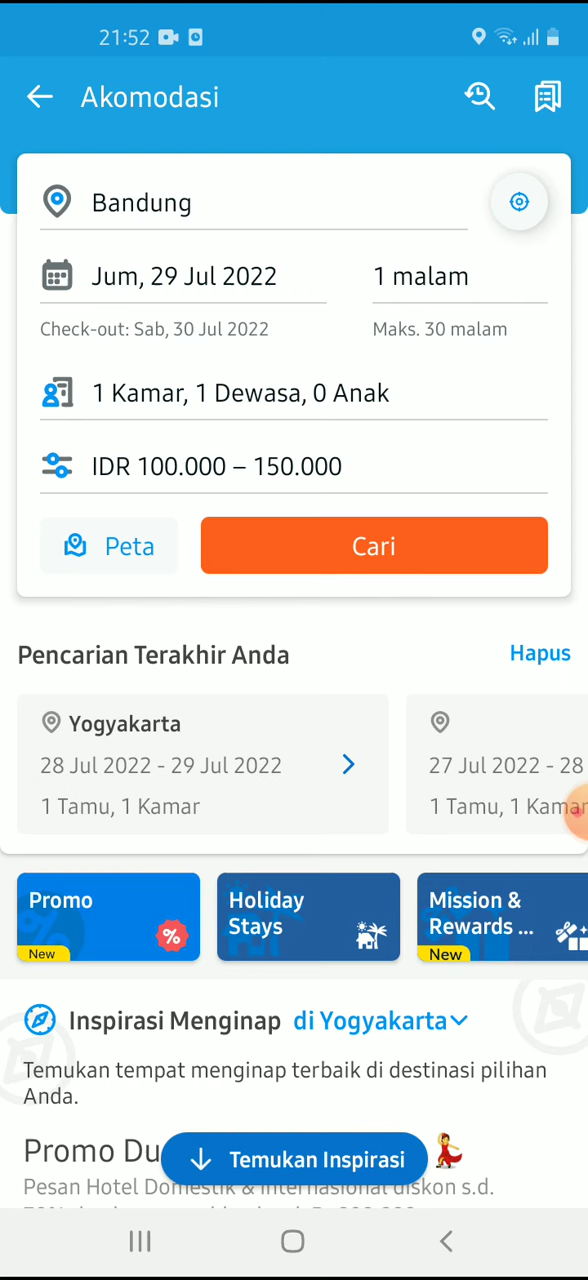 21:52
Akomodasi
Bandung
Jum, 29 Jul 2022
1 malam
Check-out: Sab, 30 Jul 2022
Maks. 30 malam
1 Kamar, 1 Dewasa, 0 Anak
IDR 100.000 – 150.000
Peta
Cari
Pencarian Terakhir Anda
Hapus
Yogyakarta
28 Jul 2022 - 29 Jul 2022
1 Tamu, 1 Kamar
27 Jul 2022 - 28
1 Tamu, 1 Kamar
Promo
New
Holiday
Stays
Mission &
Rewards ...
New
Inspirasi Menginap di Yogyakarta
Temukan tempat menginap terbaik di destinasi pilihan
Anda.
Promo Du
Temukan Inspirasi
Pesan Hotel Domestik & Internasional diskon s.d.